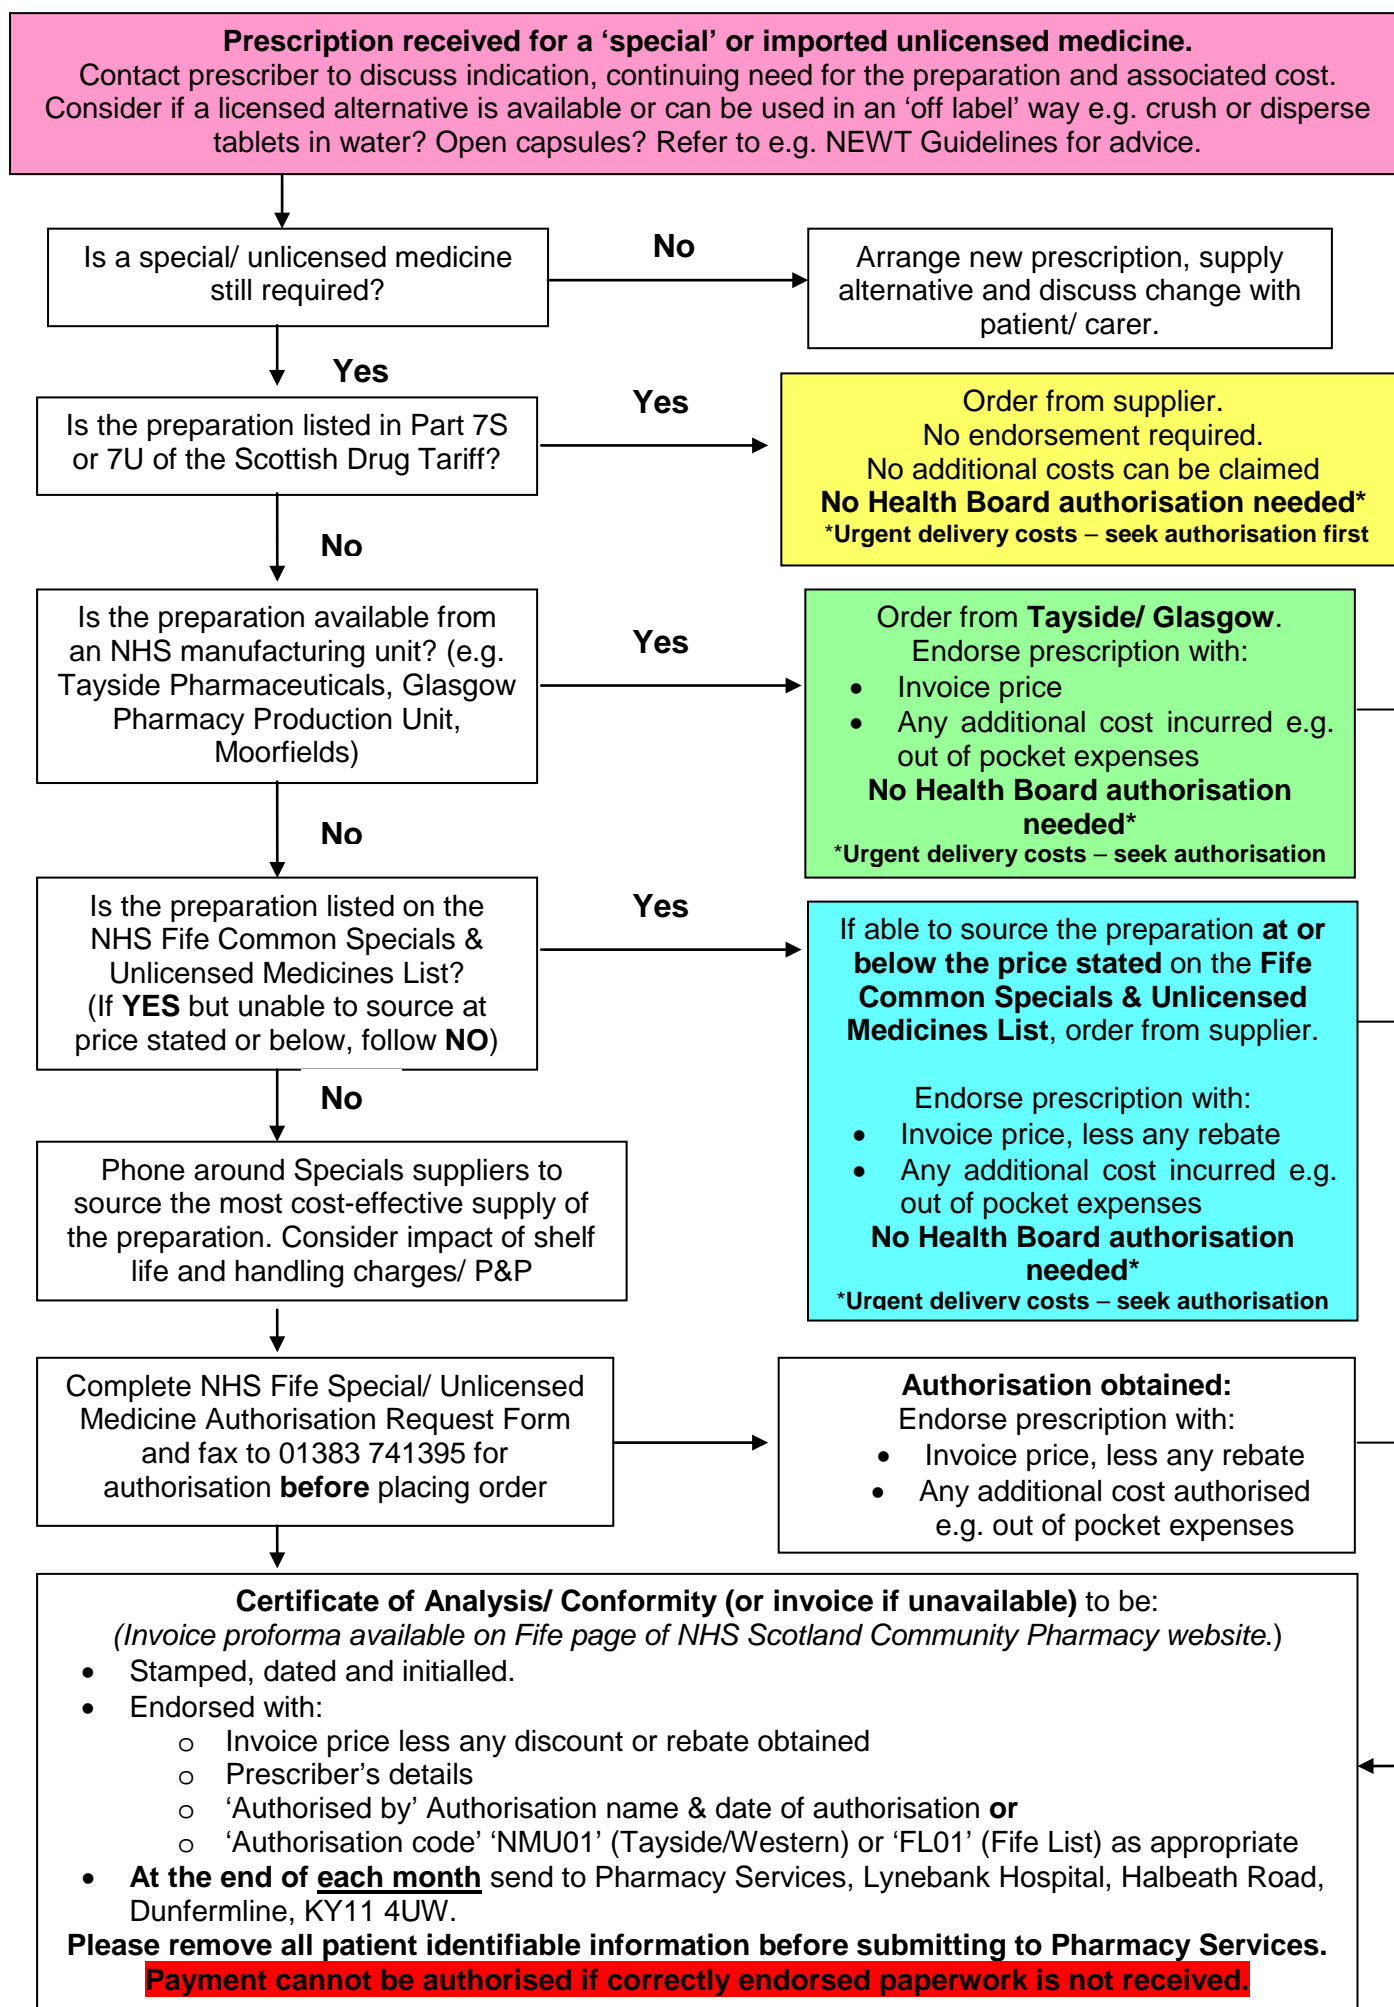 Prescription received for a ‘special’ or imported unlicensed medicine.
Contact prescriber to discuss indication, continuing need for the preparation and associated cost.
Consider if a licensed alternative is available or can be used in an ‘off label’ way e.g. crush or disperse
tablets in water? Open capsules? Refer to e.g. NEWT Guidelines for advice.
Is a special/ unlicensed medicine
still required?
No
Arrange new prescription, supply
alternative and discuss change with
patient/ carer.
Yes
Is the preparation listed in Part 7S
or 7U of the Scottish Drug Tariff?
Yes
Order from supplier.
No endorsement required.
No additional costs can be claimed
No Health Board authorisation needed*
*Urgent delivery costs – seek authorisation first
No
Is the preparation available from
an NHS manufacturing unit? (e.g.
Tayside Pharmaceuticals, Glasgow
Pharmacy Production Unit,
Moorfields)
Yes
Order from Tayside/ Glasgow.
Endorse prescription with:
• Invoice price
• Any additional cost incurred e.g.
out of pocket expenses
No Health Board authorisation
needed*
*Urgent delivery costs – seek authorisation
No
Is the preparation listed on the
NHS Fife Common Specials &
Unlicensed Medicines List?
(If YES but unable to source at
price stated or below, follow NO)
Yes
If able to source the preparation at or
below the price stated on the Fife
Common Specials & Unlicensed
Medicines List, order from supplier.
Endorse prescription with:
• Invoice price, less any rebate
• Any additional cost incurred e.g.
out of pocket expenses
No Health Board authorisation
needed*
*Urgent delivery costs – seek authorisation
No
Phone around Specials suppliers to
source the most cost-effective supply of
the preparation. Consider impact of shelf
life and handling charges/ P&P
Complete NHS Fife Special/ Unlicensed
Medicine Authorisation Request Form
and fax to 01383 741395 for
authorisation before placing order
Authorisation obtained:
Endorse prescription with:
• Invoice price, less any rebate
• Any additional cost authorised
e.g. out of pocket expenses
Certificate of Analysis/ Conformity (or invoice if unavailable) to be:
(Invoice proforma available on Fife page of NHS Scotland Community Pharmacy website.)
• Stamped, dated and initialled.
• Endorsed with:
o Invoice price less any discount or rebate obtained
o Prescriber’s details
o ‘Authorised by’ Authorisation name & date of authorisation or
o ‘Authorisation code’ ‘NMU01’ (Tayside/Western) or ‘FL01’ (Fife List) as appropriate
• At the end of each month send to Pharmacy Services, Lynebank Hospital, Halbeath Road,
Dunfermline, KY11 4UW.
Please remove all patient identifiable information before submitting to Pharmacy Services.
Payment cannot be authorised if correctly endorsed paperwork is not received.